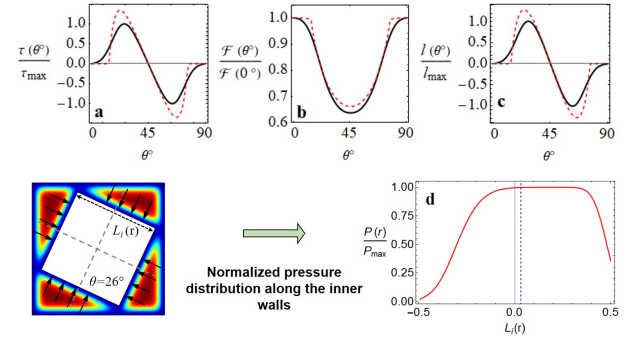 τ (θ°)
τmax
1.0
0.5
0.0
−0.5
−1.0
a
0
45
90
θ°
ℱ (θ°)
ℱ (0 °)
1.0
0.9
0.8
0.7
0.6
b
0
45
90
θ°
l (θ°)
lmax
1.0
0.5
0.0
-0.5
-1.0
c
0
45
90
θ°
Li(r)
θ=26°
Normalized pressure
distribution along the inner
walls
P(r)
Pmax
1.00
0.75
0.50
0.25
0.00
d
-0.5
0.0
0.5
Li(r)